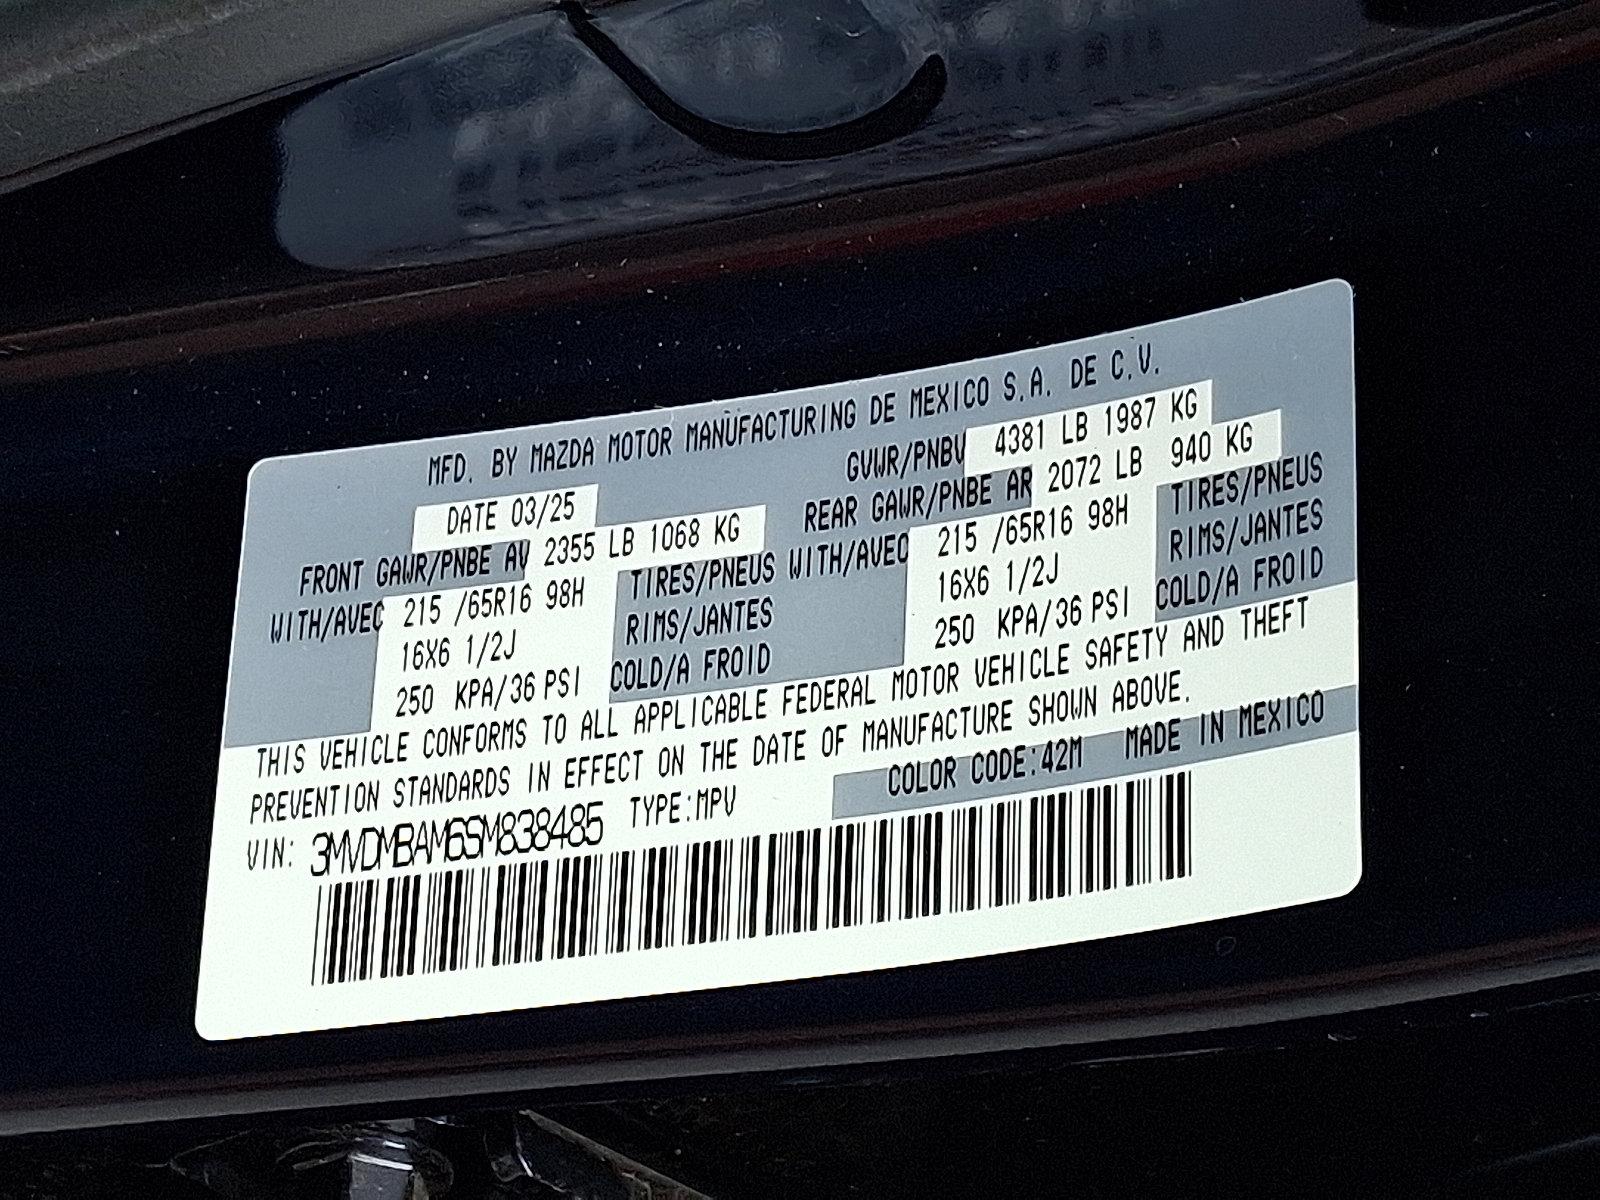 MFD. BY MAZDA MOTOR MANUFACTURING DE MEXICO S.A. DE C.V.
DATE 03/25 GVWR/PNBV 4381 LB 1987 KG
FRONT GAWR/PNBE AV 2355 LB 1068 KG REAR GAWR/PNBE AR 2072 LB 940 KG
WITH/AVEC 215 /65R16 98H TIRES/PNEUS WITH/AVEC 215 /65R16 98H TIRES/PNEUS
16X6 1/2J RIMS/JANTES 16X6 1/2J RIMS/JANTES
250 KPA/36 PSI COLD/A FROID 250 KPA/36 PSI COLD/A FROID
THIS VEHICLE CONFORMS TO ALL APPLICABLE FEDERAL MOTOR VEHICLE SAFETY AND THEFT
PREVENTION STANDARDS IN EFFECT ON THE DATE OF MANUFACTURE SHOWN ABOVE.
VIN: 3MVDMBAM6SM838485 TYPE:MPV COLOR CODE:42M MADE IN MEXICO